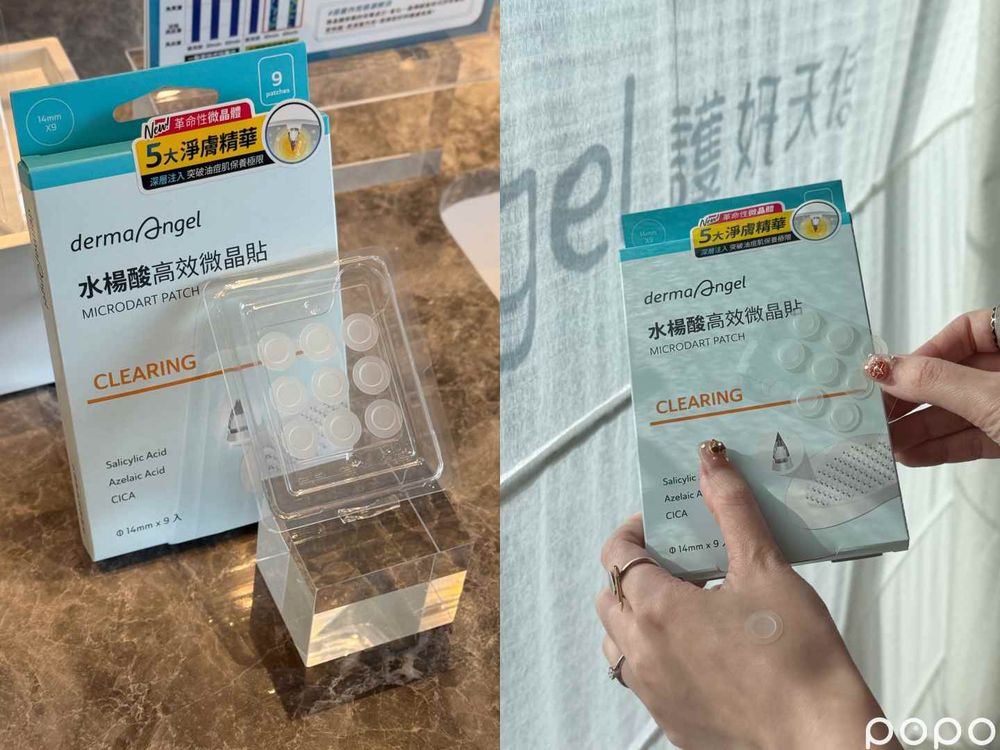 9
patches
14mm
X9
New! 革命性微晶體
5大淨膚精華
深層注入 突破油痘肌保養極限
dermaAngel
水楊酸高效微晶貼
MICRODART PATCH
CLEARING
Salicylic Acid
Azelaic Acid
CICA
Φ 14mm x 9 入
護妝天使
ngel
14mm
X9
New! 革命性微晶體
5大淨膚精華
深層注入 突破油痘肌保養極限
dermaAngel
水楊酸高效微晶貼
MICRODART PATCH
CLEARING
Salicylic
Azelaic A
CICA
Φ 14mm x 9 入
popo